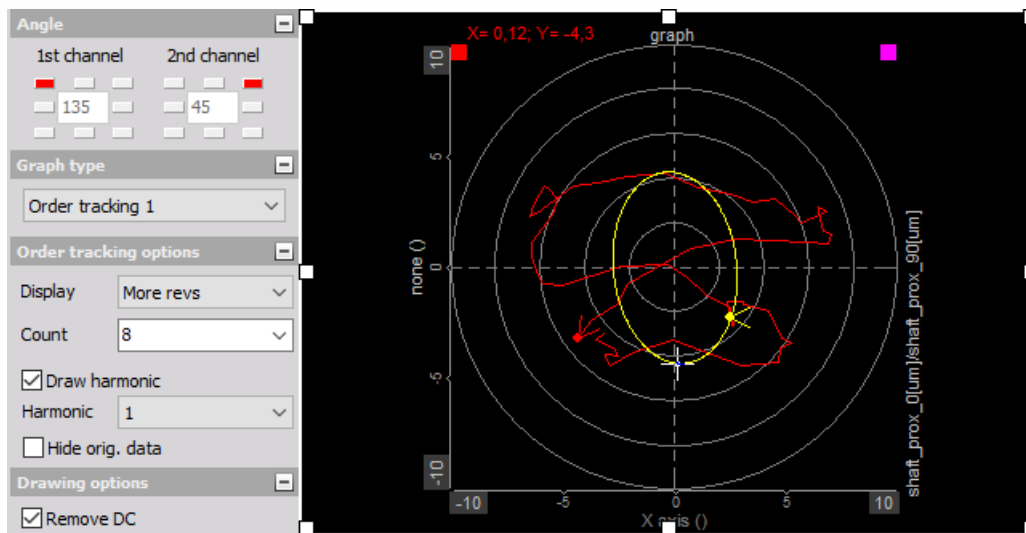 Angle
1st channel 2nd channel
135 45
Graph type
Order tracking 1
Order tracking options
Display More revs
Count 8
Draw harmonic
Harmonic 1
Hide orig. data
Drawing options
Remove DC
X= 0,12; Y= -4,3
graph
10
5
0
-5
-10
none ()
-10 -5 0 5 10
X axis ()
shaft_prox_0[um]/shaft_prox_90[um]